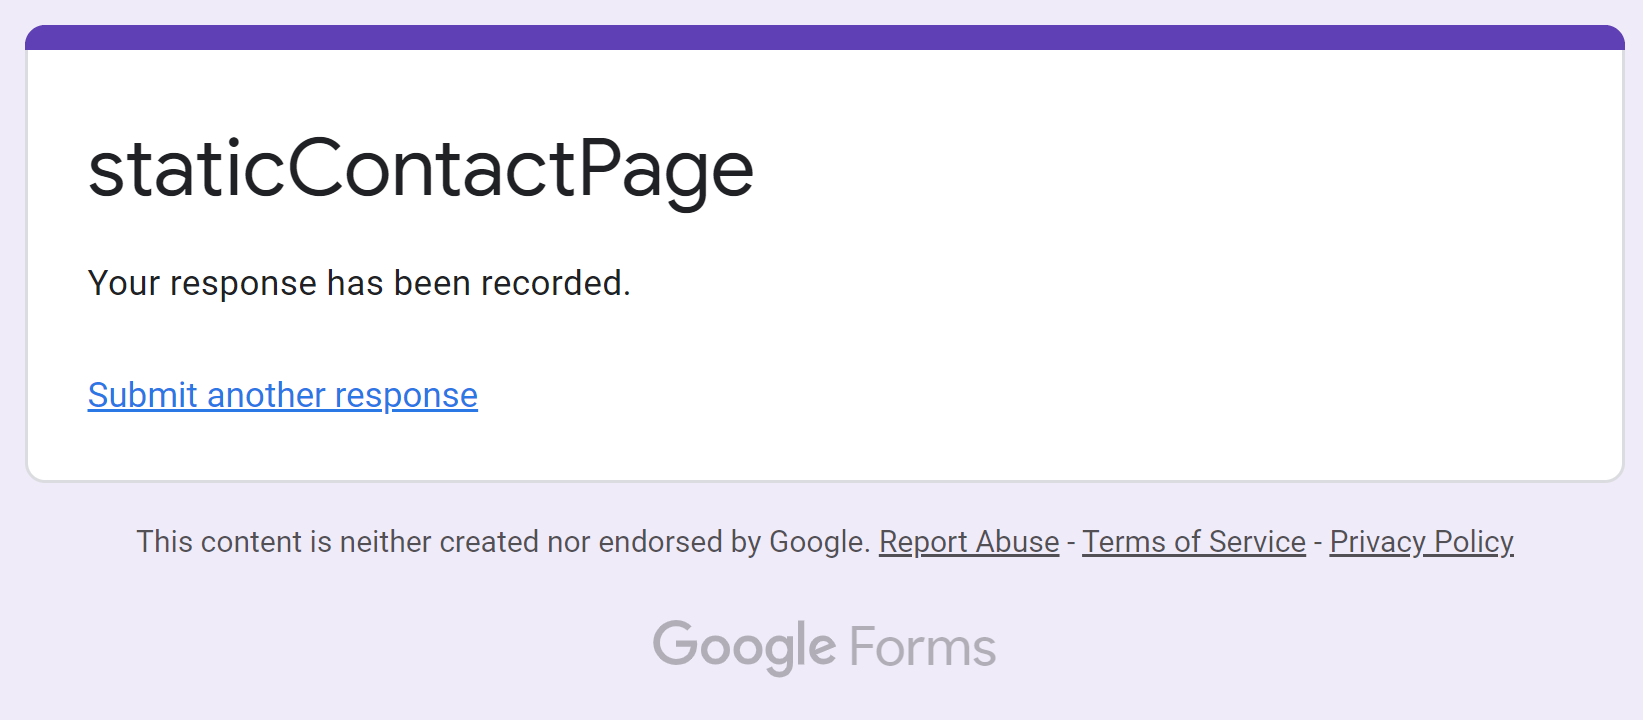 staticContactPage
Your response has been recorded.
Submit another response
This content is neither created nor endorsed by Google. Report Abuse - Terms of Service - Privacy Policy
Google Forms